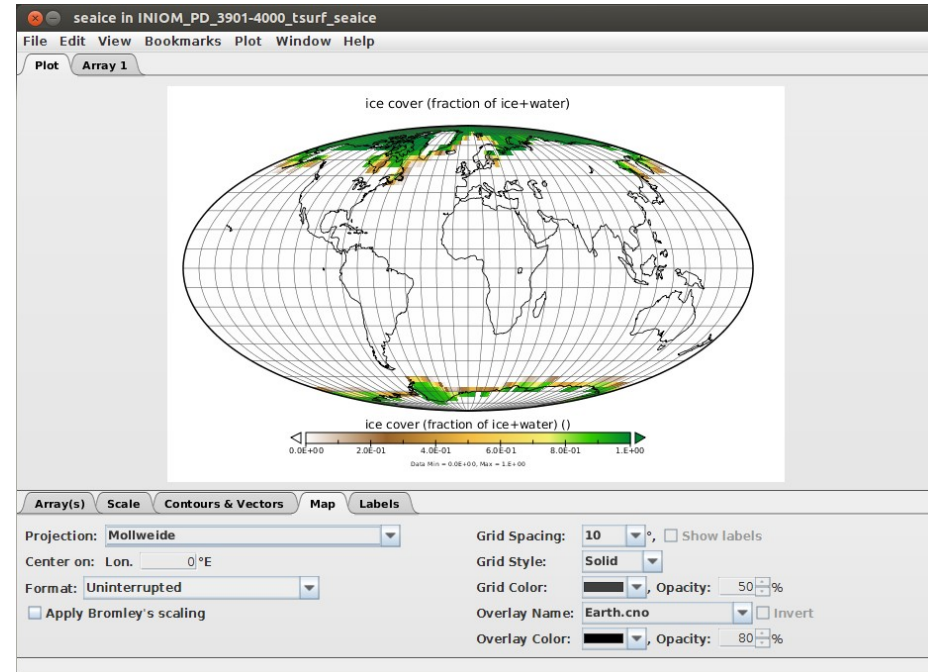 seaice in INIOM_PD_3901-4000_tsurf_seaice
File Edit View Bookmarks Plot Window Help
Plot Array 1
ice cover (fraction of ice+water)
ice cover (fraction of ice+water) ()
0.0E+00 2.0E-01 4.0E-01 6.0E-01 8.0E-01 1.E+00
Data Min = 0.0E+00, Max = 1.E+00
Array(s) Scale Contours & Vectors Map Labels
Projection: Mollweide Grid Spacing: 10 °, Show labels
Center on: Lon. 0 °E Grid Style: Solid
Format: Uninterrupted Grid Color: , Opacity: 50 %
Apply Bromley's scaling Overlay Name: Earth.cno Invert
Overlay Color: , Opacity: 80 %